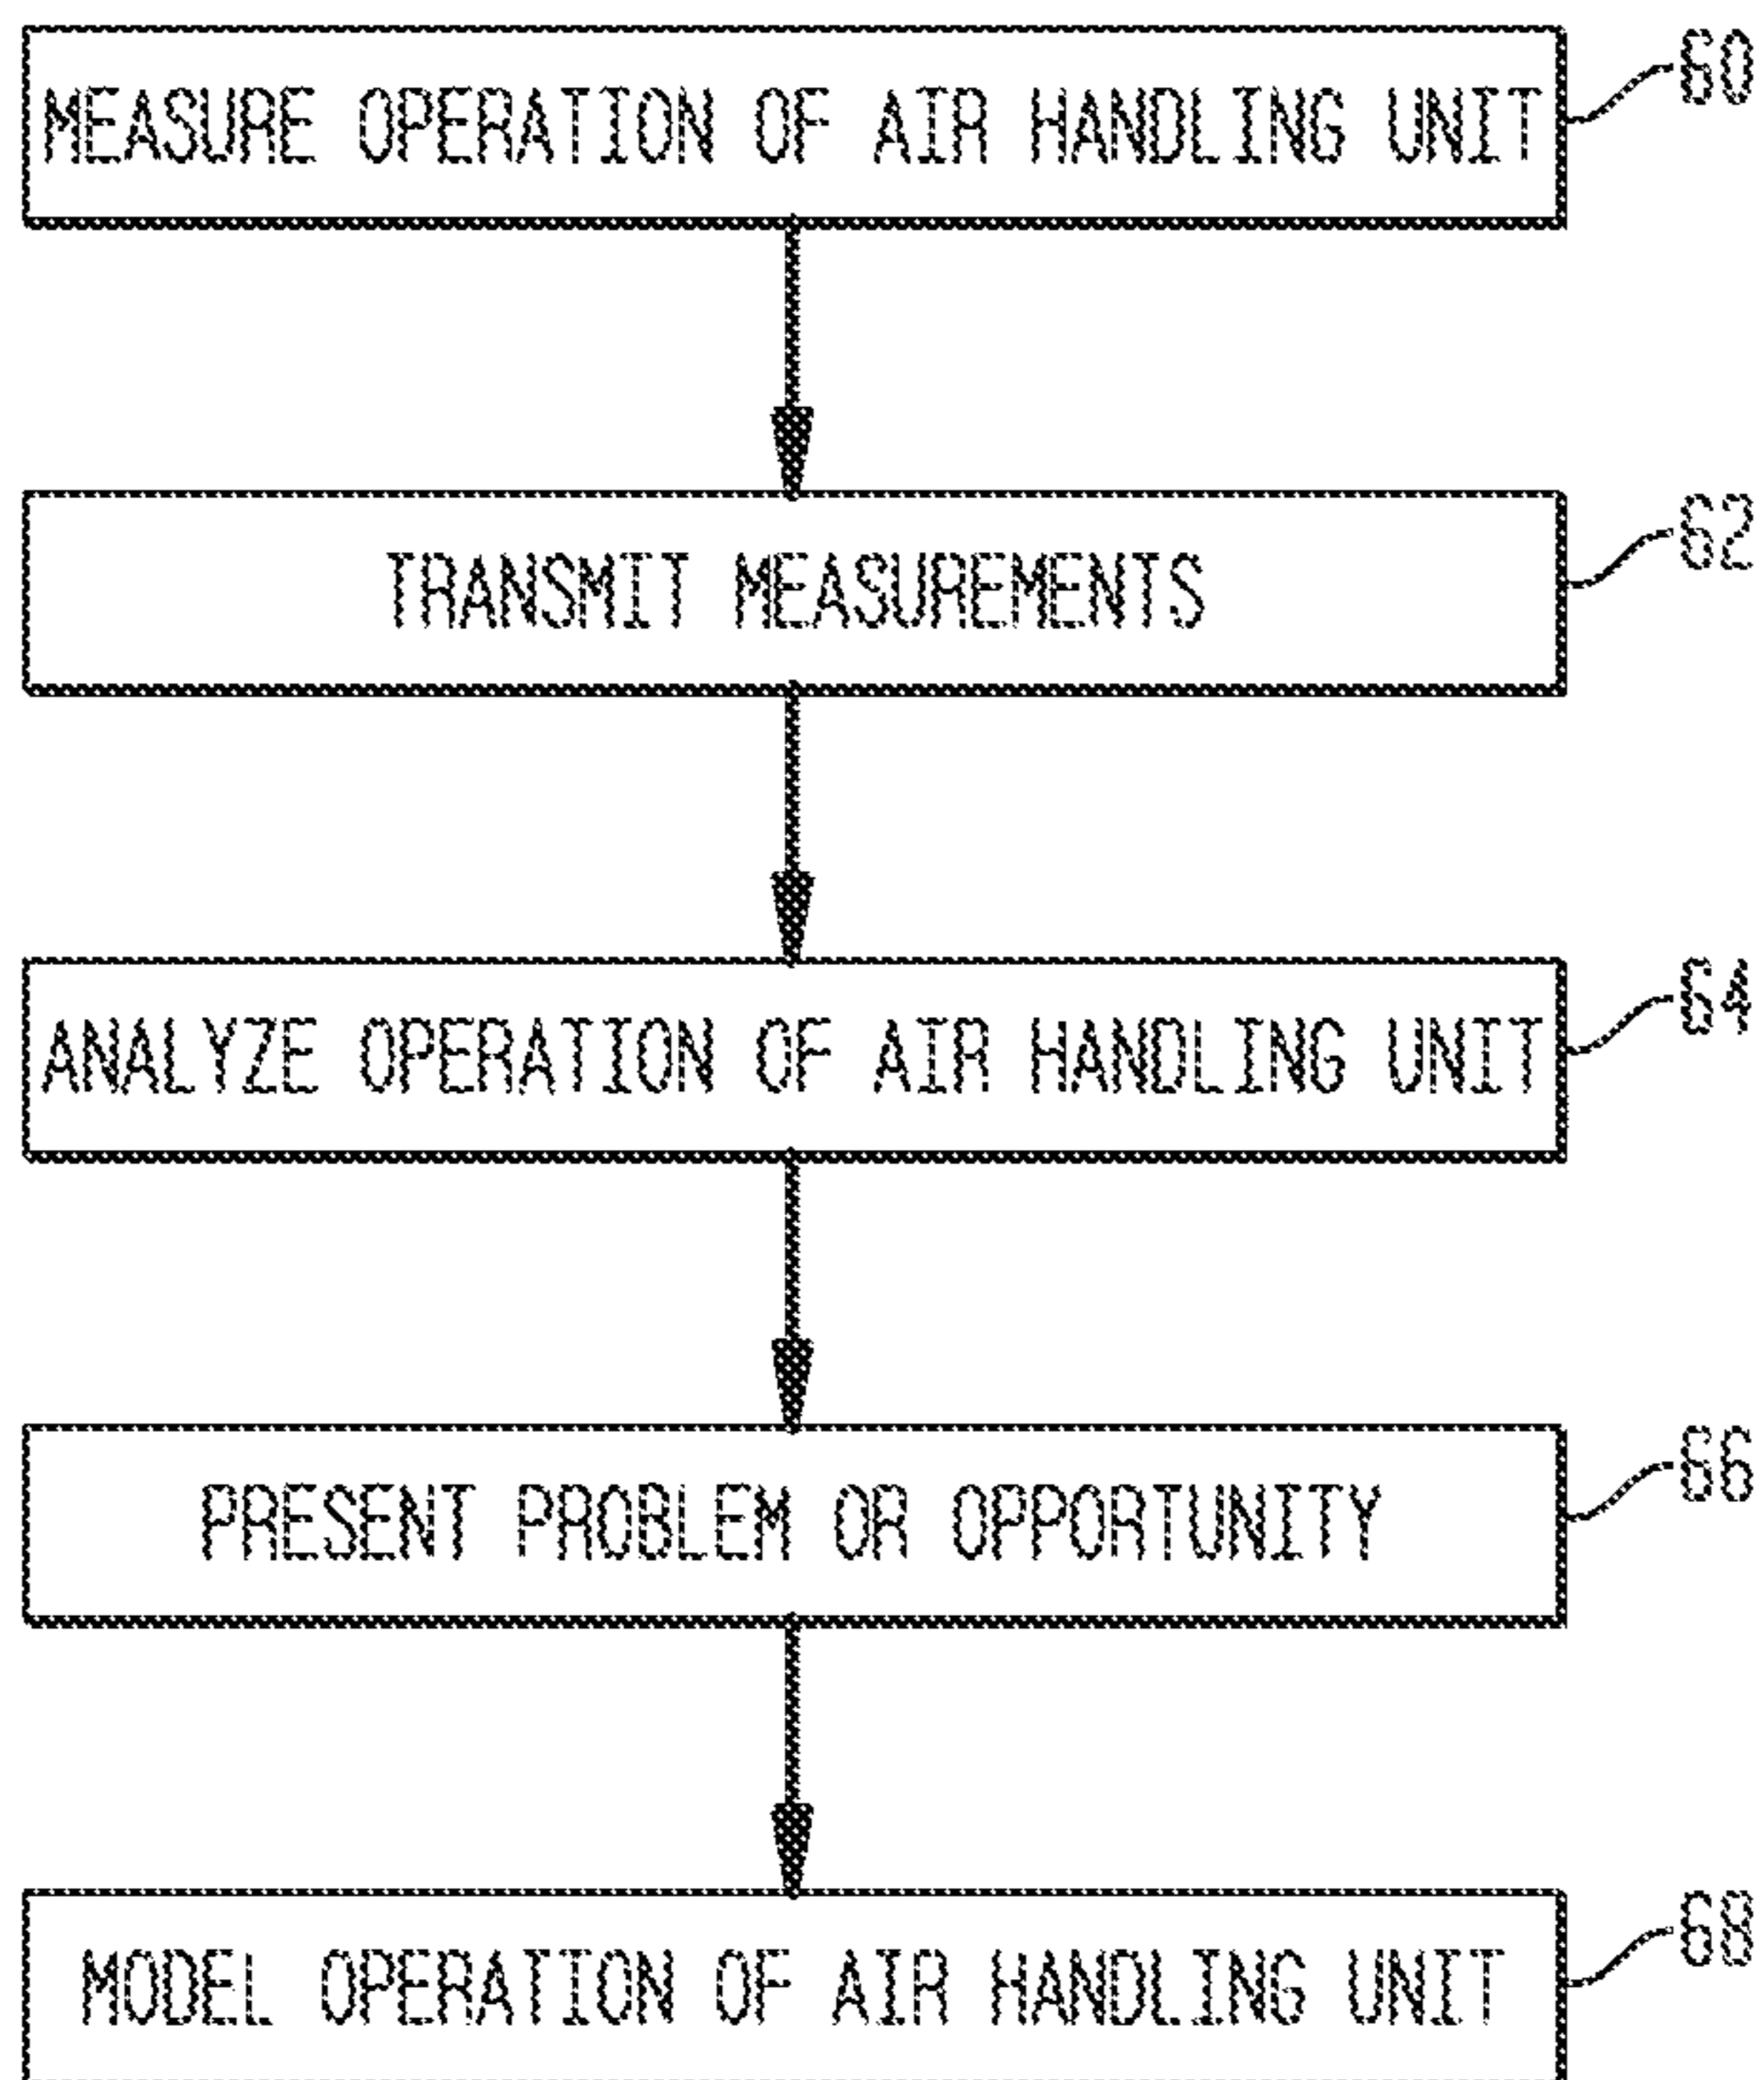 MEASURE OPERATION OF AIR HANDLING UNIT
60
TRANSMIT MEASUREMENTS
62
ANALYZE OPERATION OF AIR HANDLING UNIT
64
PRESENT PROBLEM OR OPPORTUNITY
66
MODEL OPERATION OF AIR HANDLING UNIT
68